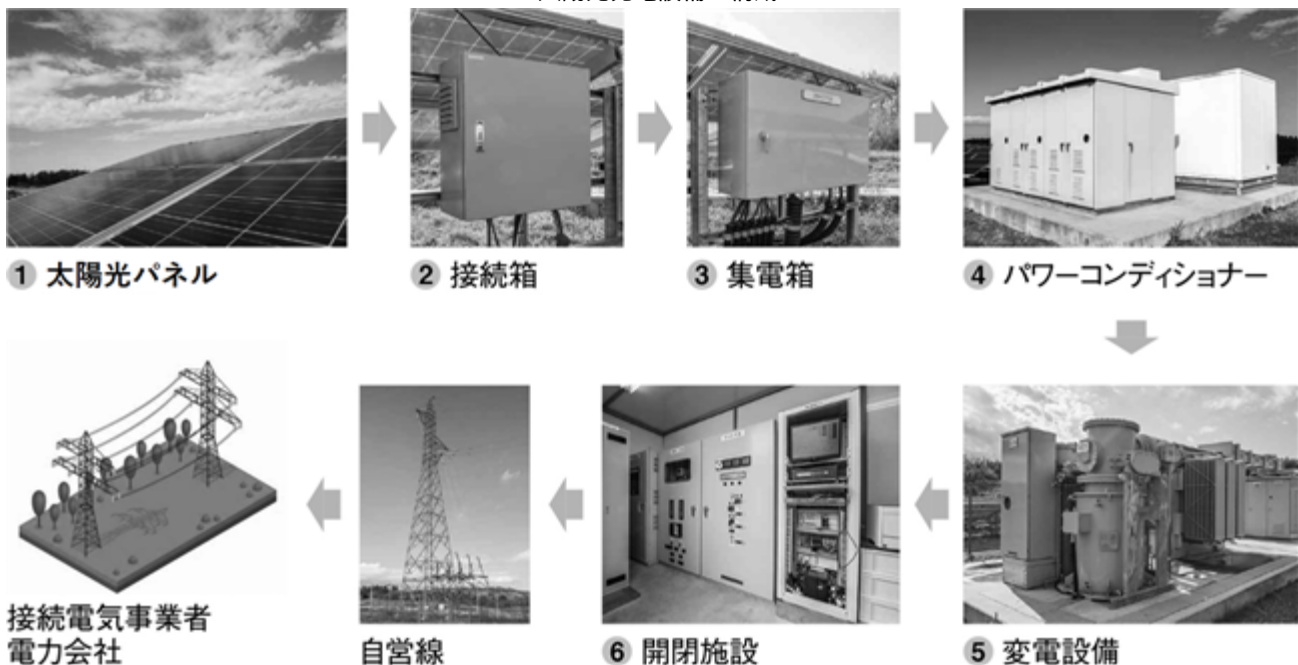 ① 太陽光パネル
② 接続箱
③ 集電箱
④ パワーコンディショナー
⑤ 変電設備
⑥ 開閉施設
自営線
接続電気事業者
電力会社